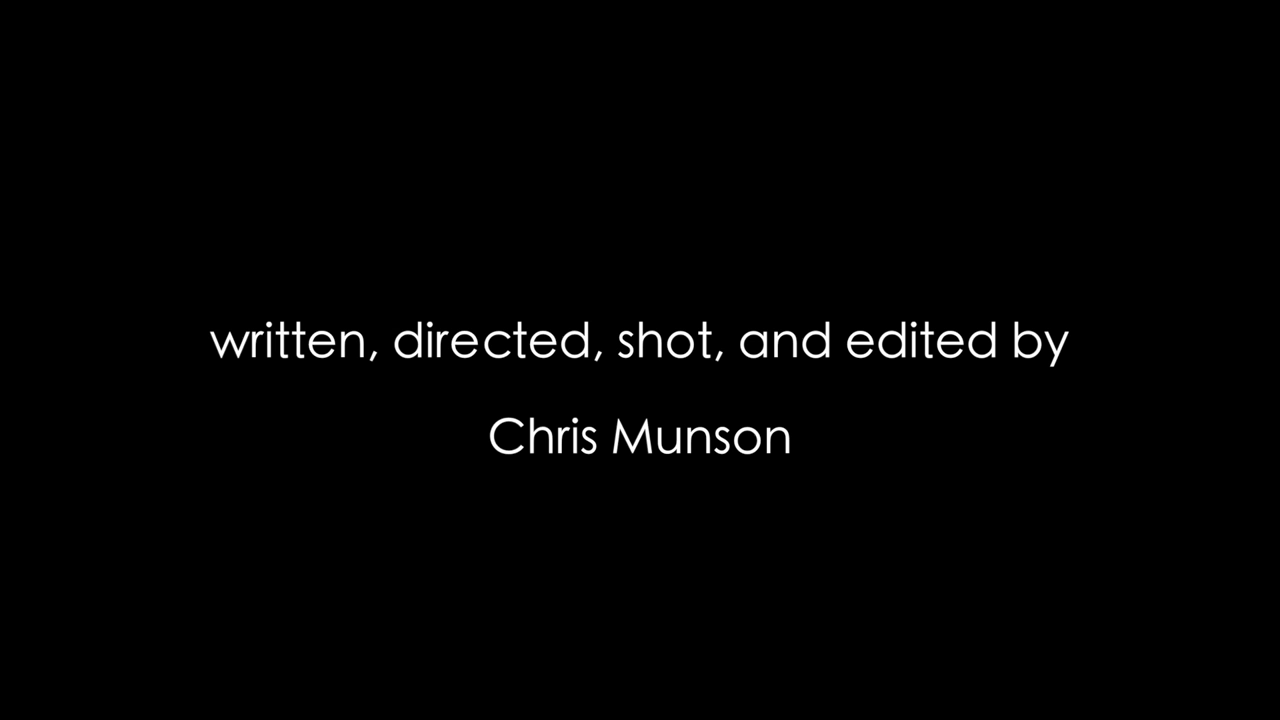 written, directed, shot, and edited by
Chris Munson